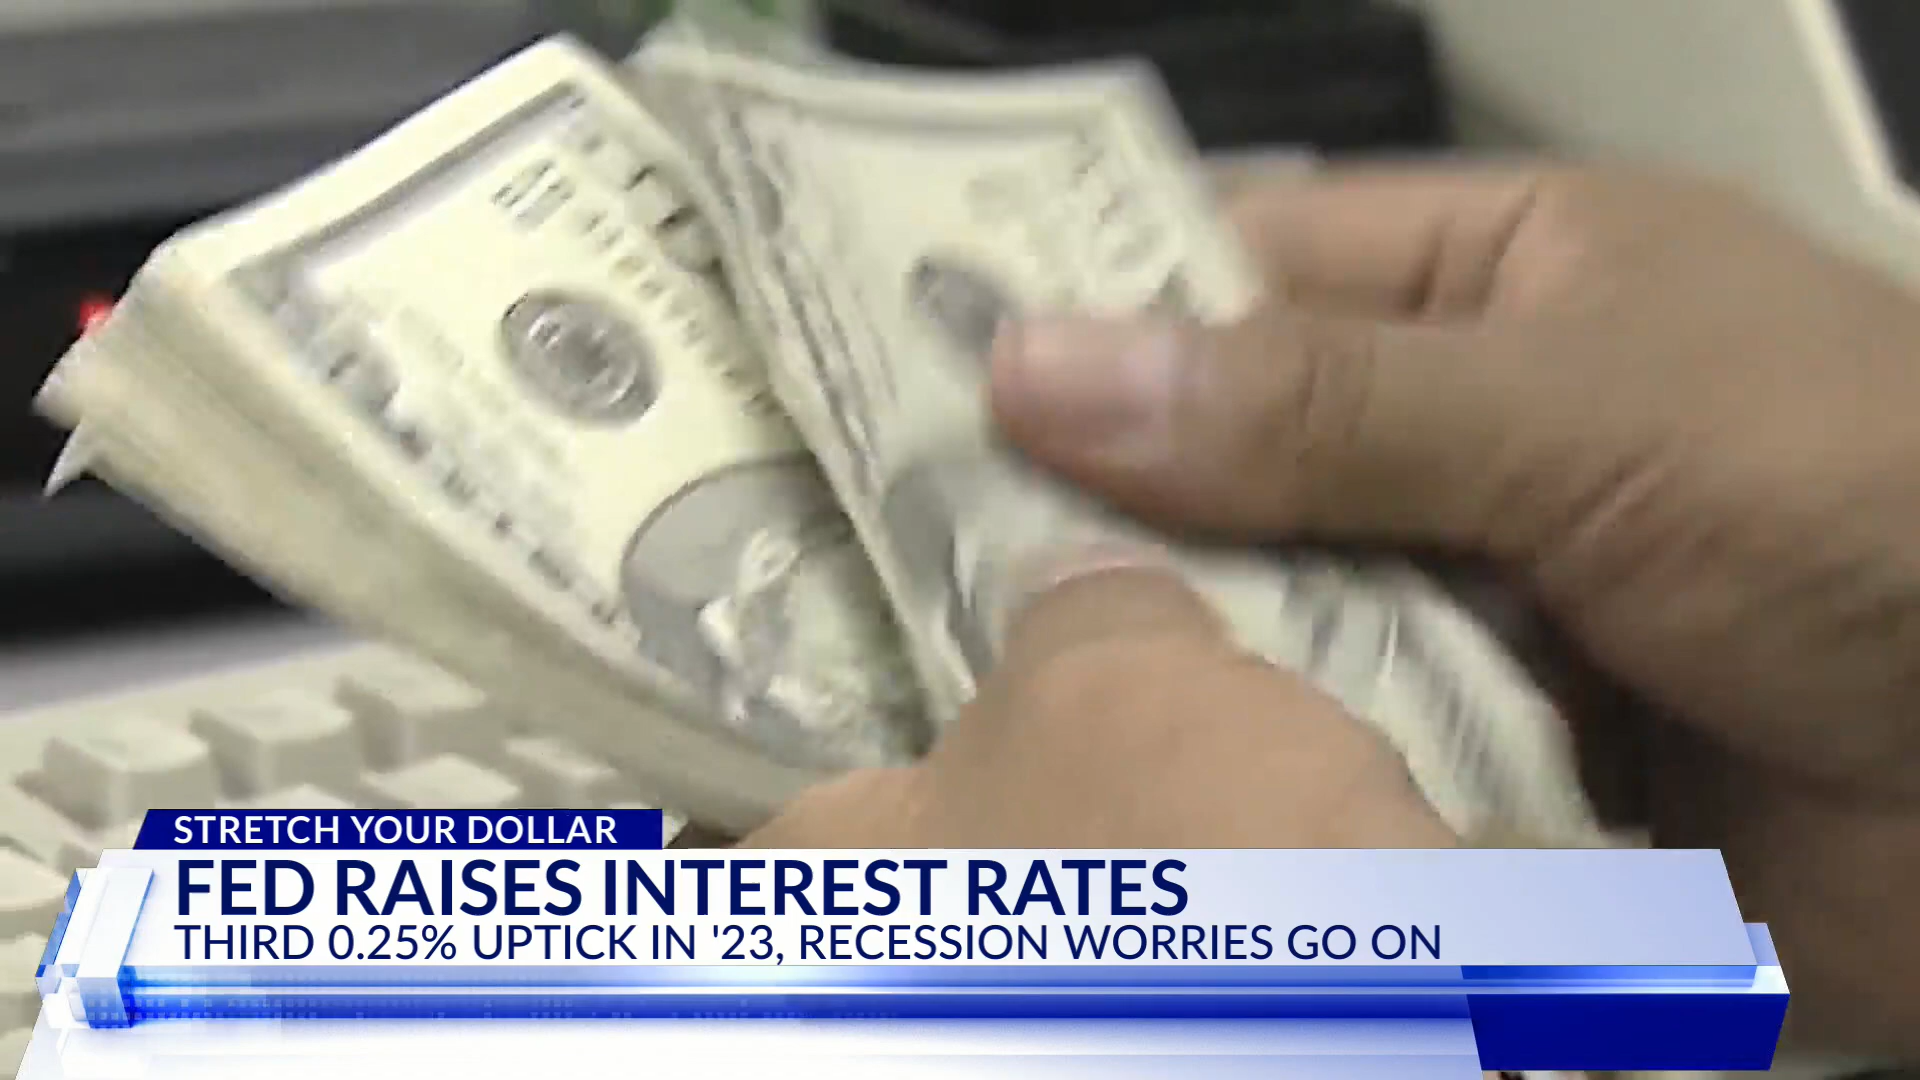 STRETCH YOUR DOLLAR
FED RAISES INTEREST RATES
THIRD 0.25% UPTICK IN '23, RECESSION WORRIES GO ON